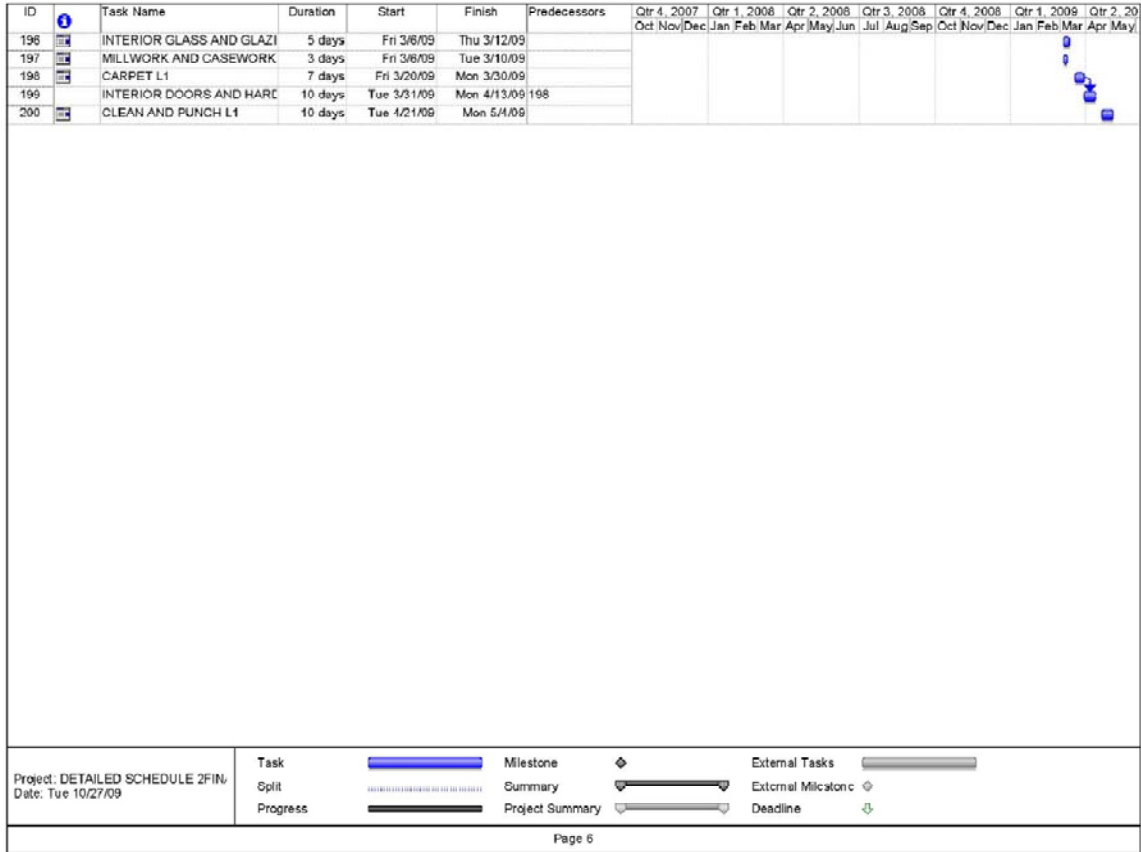 ID Task Name Duration Start Finish Predecessors Qtr 4, 2007 Qtr 1, 2008 Qtr 2, 2008 Qtr 3, 2008 Qtr 4, 2008 Qtr 1, 2009 Qtr 2, 20
Oct Nov Dec Jan Feb Mar Apr May Jun Jul Aug Sep Oct Nov Dec Jan Feb Mar Apr May
196 INTERIOR GLASS AND GLAZI 5 days Fri 3/6/09 Thu 3/12/09
197 MILLWORK AND CASEWORK 3 days Fri 3/6/09 Tue 3/10/09
198 CARPET L1 7 days Fri 3/20/09 Mon 3/30/09
199 INTERIOR DOORS AND HARD 10 days Tue 3/31/09 Mon 4/13/09 198
200 CLEAN AND PUNCH L1 10 days Tue 4/21/09 Mon 5/4/09
Project: DETAILED SCHEDULE 2FINA
Date: Tue 10/27/09
Task Milestone External Tasks
Split Summary External Milestone
Progress Project Summary Deadline
Page 6